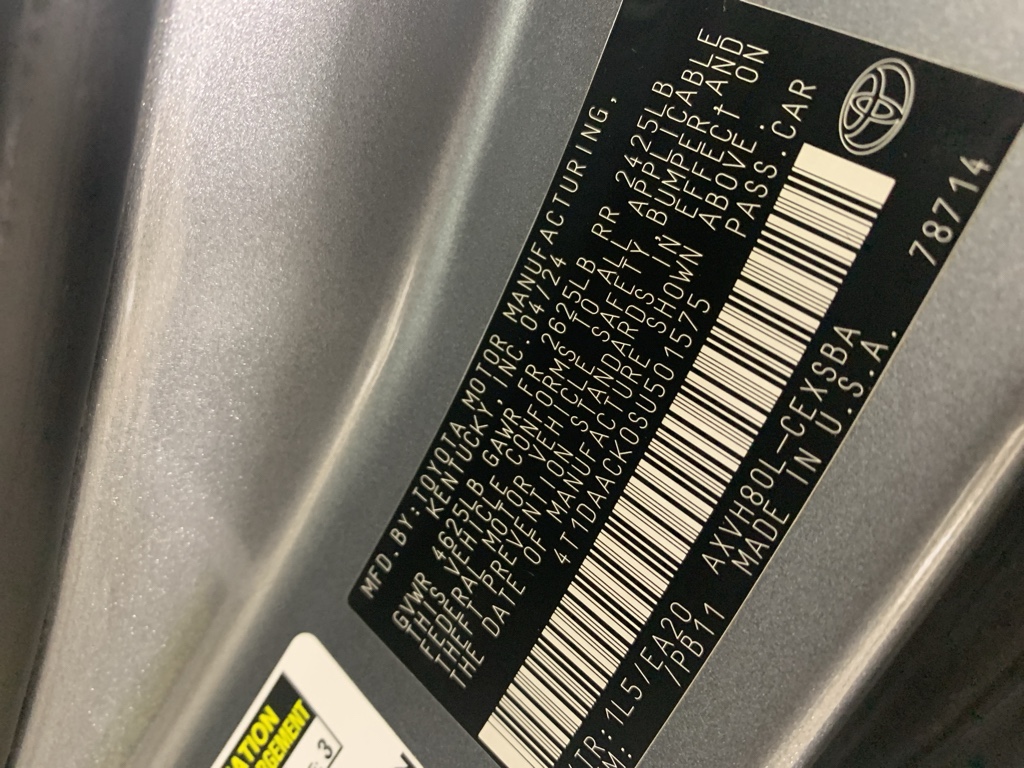 MFD.BY:TOYOTA MOTOR MANUFACTURING,
KENTUCKY, INC. 04/24
GVWR 4625LB GAWR FR 2625LB RR 2425LB
THIS VEHICLE CONFORMS TO ALL APPLICABLE
FEDERAL MOTOR VEHICLE SAFETY, BUMPER, AND
THEFT PREVENTION STANDARDS IN EFFECT ON
THE DATE OF MANUFACTURE SHOWN ABOVE.
4T1DAACK0SU501575 PASS.CAR
TR:1L5/EA20 AXVH80L-CEXSBA 78714
M: /PB11 MADE IN U.S.A.
3